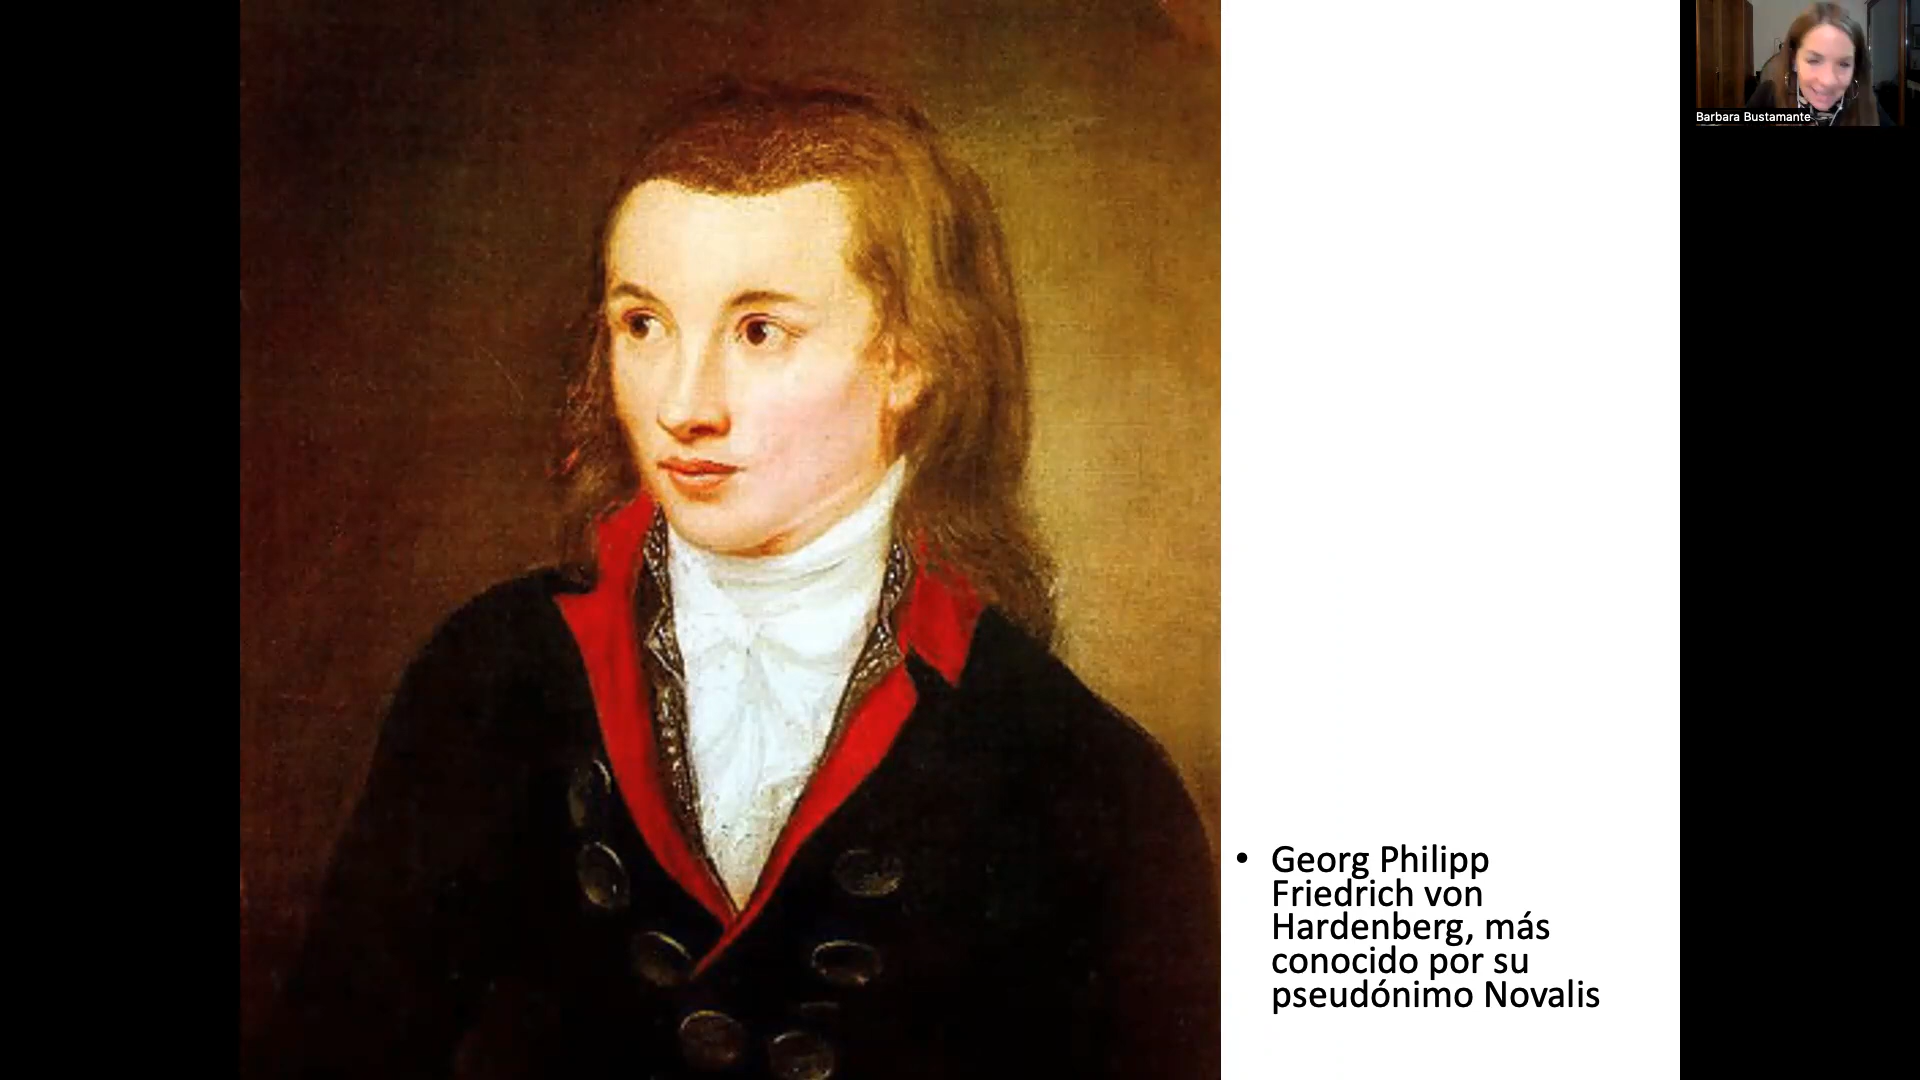 Barbara Bustamante
• Georg Philipp
Friedrich von
Hardenberg, más
conocido por su
pseudónimo Novalis